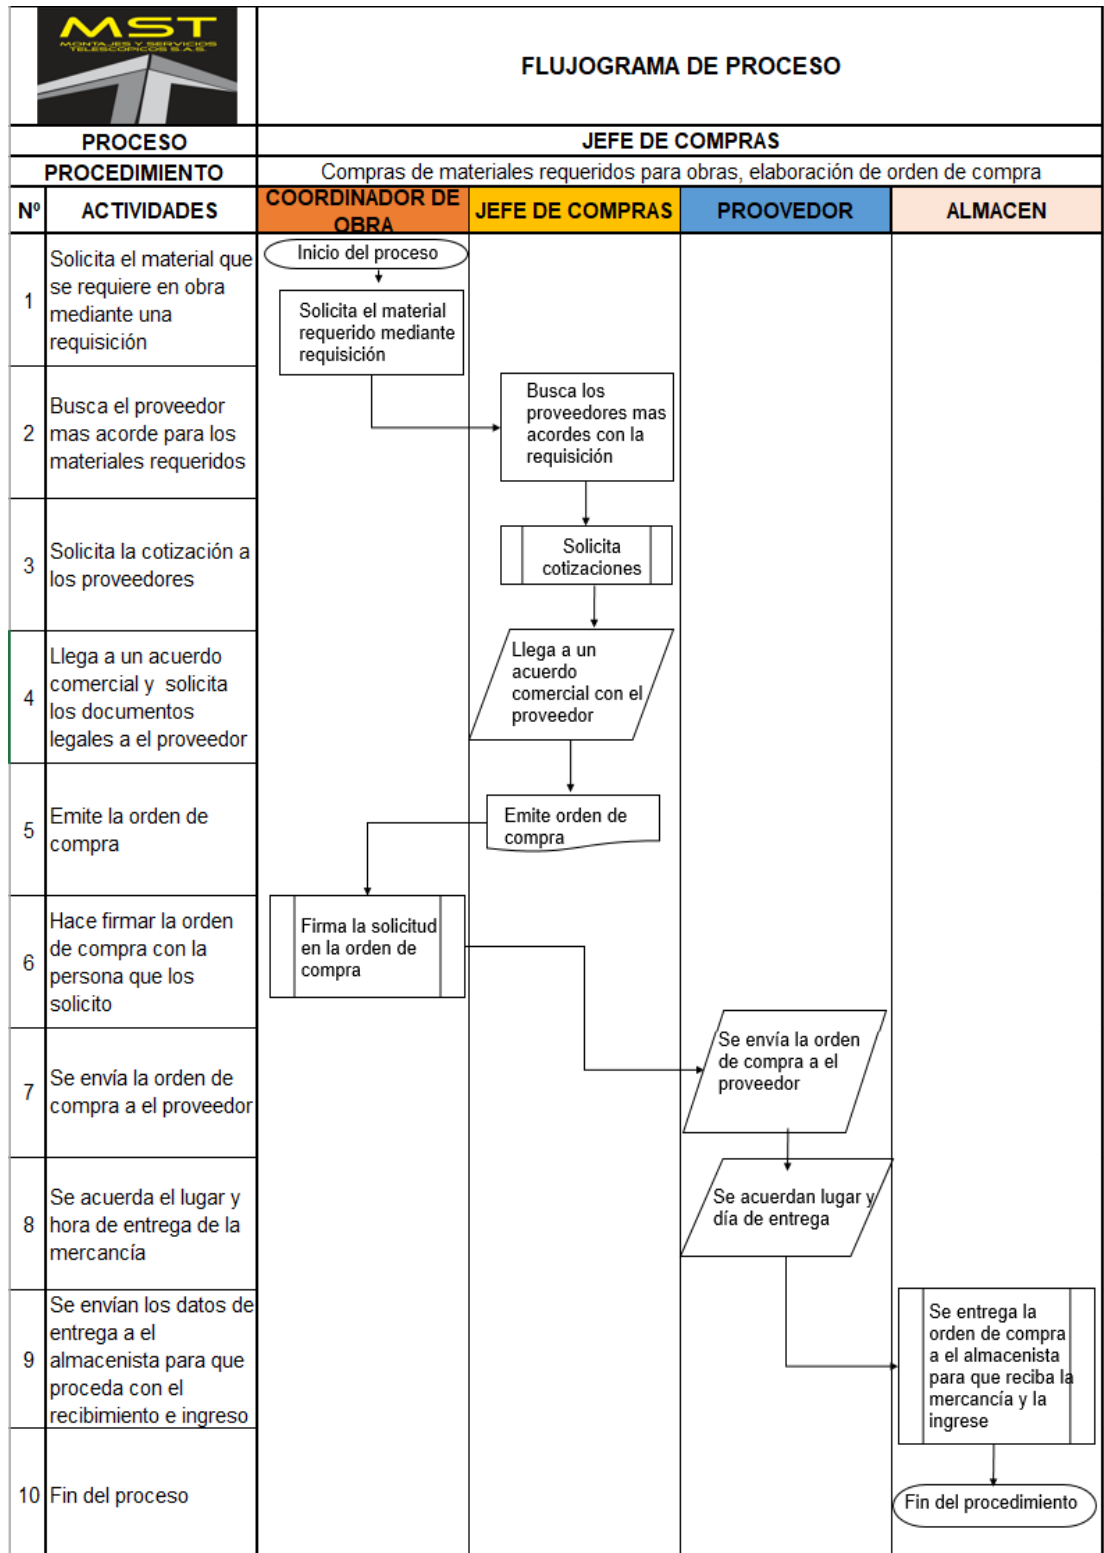 MST
MONTAJES Y SERVICIOS
TELESCOPICOS S.A.S.
FLUJOGRAMA DE PROCESO
PROCESO
JEFE DE COMPRAS
PROCEDIMIENTO
Compras de materiales requeridos para obras, elaboración de orden de compra
Nº
ACTIVIDADES
COORDINADOR DE
OBRA
JEFE DE COMPRAS
PROOVEDOR
ALMACEN
1
Solicita el material que
se requiere en obra
mediante una
requisición
Inicio del proceso
Solicita el material
requerido mediante
requisición
2
Busca el proveedor
mas acorde para los
materiales requeridos
Busca los
proveedores mas
acordes con la
requisición
3
Solicita la cotización a
los proveedores
Solicita
cotizaciones
4
Llega a un acuerdo
comercial y  solicita
los documentos
legales a el proveedor
Llega a un
acuerdo
comercial con el
proveedor
5
Emite la orden de
compra
Emite orden de
compra
6
Hace firmar la orden
de compra con la
persona que los
solicito
Firma la solicitud
en la orden de
compra
7
Se envía la orden de
compra a el proveedor
Se envía la orden
de compra a el
proveedor
8
Se acuerda el lugar y
hora de entrega de la
mercancía
Se acuerdan lugar y
día de entrega
9
Se envían los datos de
entrega a el
almacenista para que
proceda con el
recibimiento e ingreso
Se entrega la
orden de compra
a el almacenista
para que reciba la
mercancía y la
ingrese
10
Fin del proceso
Fin del procedimiento